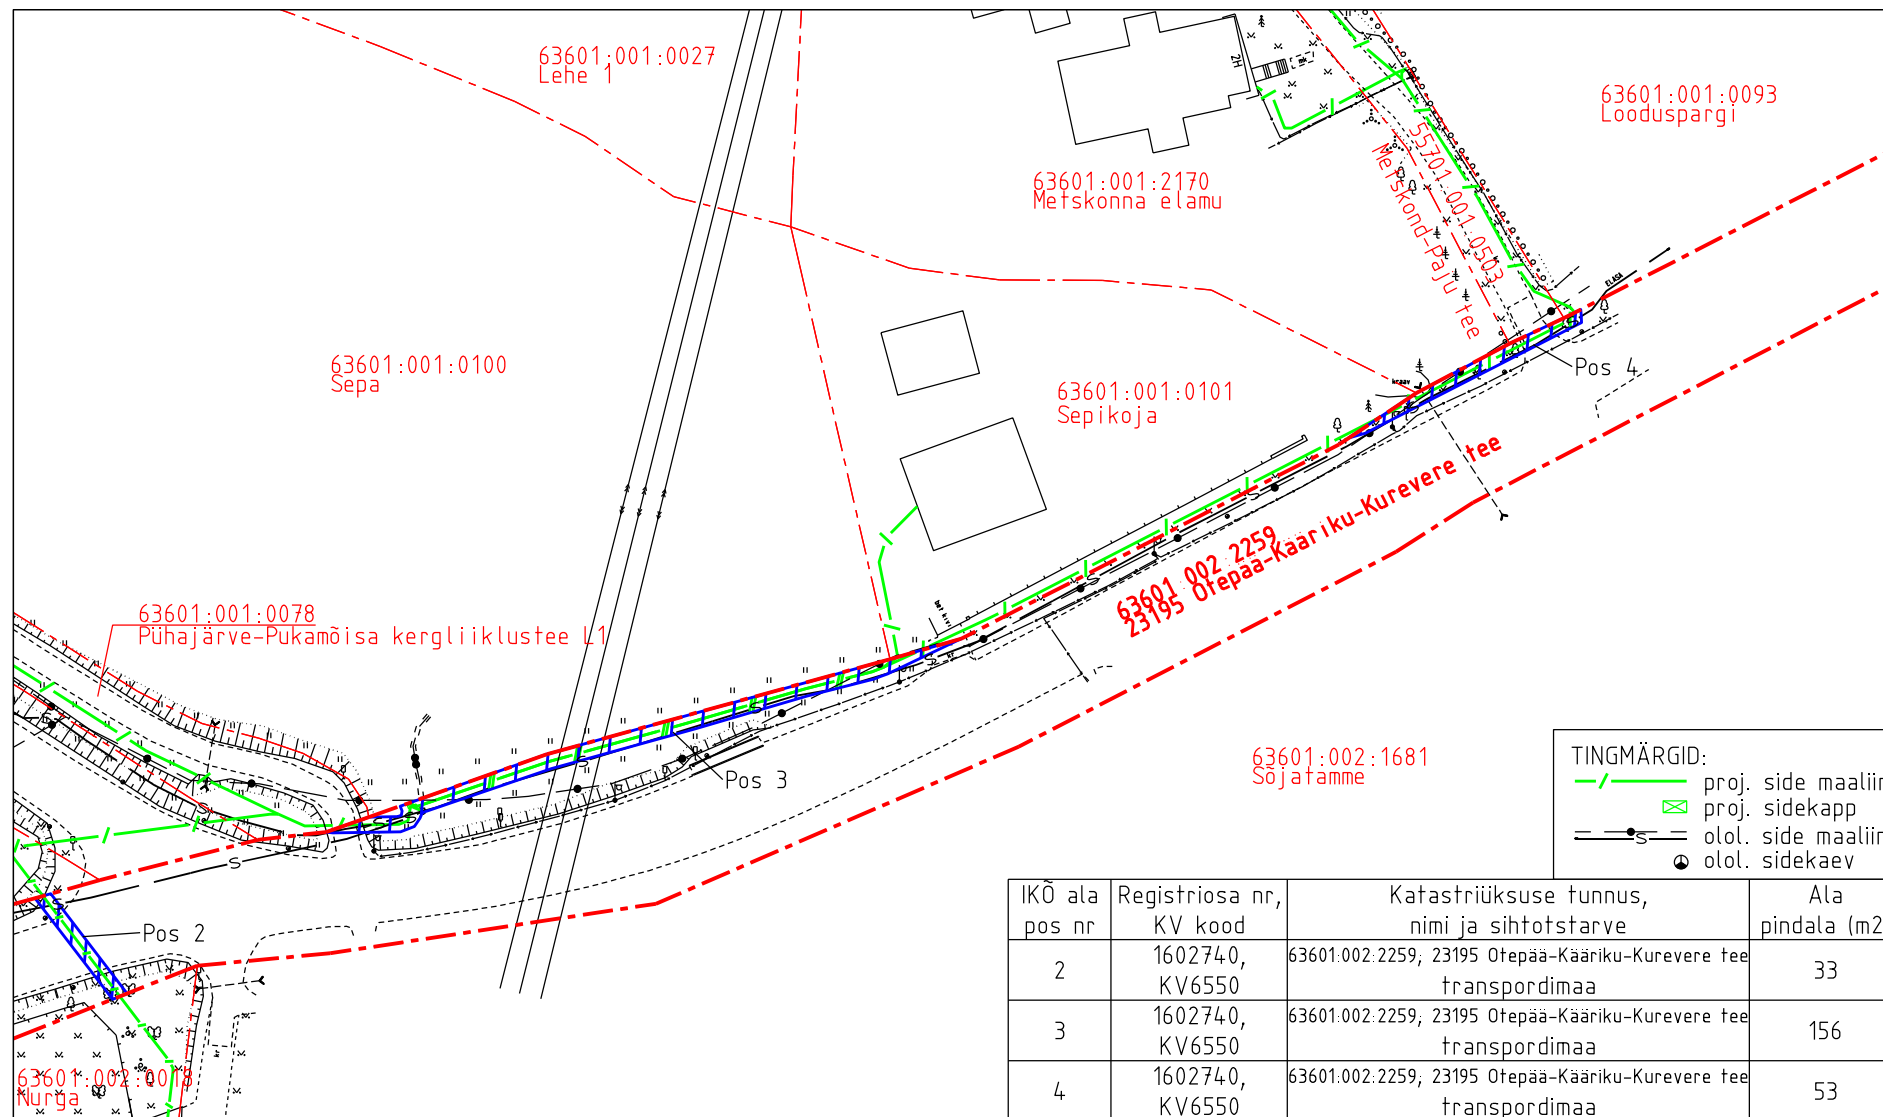 63601:001:0027
Lehe 1
63601:001:0093
Looduspargi
2H
63601:001:2170
Metskonna elamu
55701:001:0503
Metskond-Paju tee
ELASA
63601:001:0100
Sepa
63601:001:0101
Sepikoja
kraav
Pos 4
63601:002:2259
23195 Otepää-Kääriku-Kurevere tee
63601:001:0078
Pühajärve-Pukamõisa kergliiklustee L1
Pos 3
63601:002:1681
Sõjatamme
Pos 2
63601:002:0018
Nurga
TINGMÄRGID:
proj. side maaliin
proj. sidekapp
S olol. side maaliin
olol. sidekaev
IKÕ ala pos nr | Registriosa nr, KV kood | Katastriüksuse tunnus, nimi ja sihtotstarve | Ala pindala (m2
2 | 1602740, KV6550 | 63601:002:2259; 23195 Otepää-Kääriku-Kurevere tee transpordimaa | 33
3 | 1602740, KV6550 | 63601:002:2259; 23195 Otepää-Kääriku-Kurevere tee transpordimaa | 156
4 | 1602740, KV6550 | 63601:002:2259; 23195 Otepää-Kääriku-Kurevere tee transpordimaa | 53